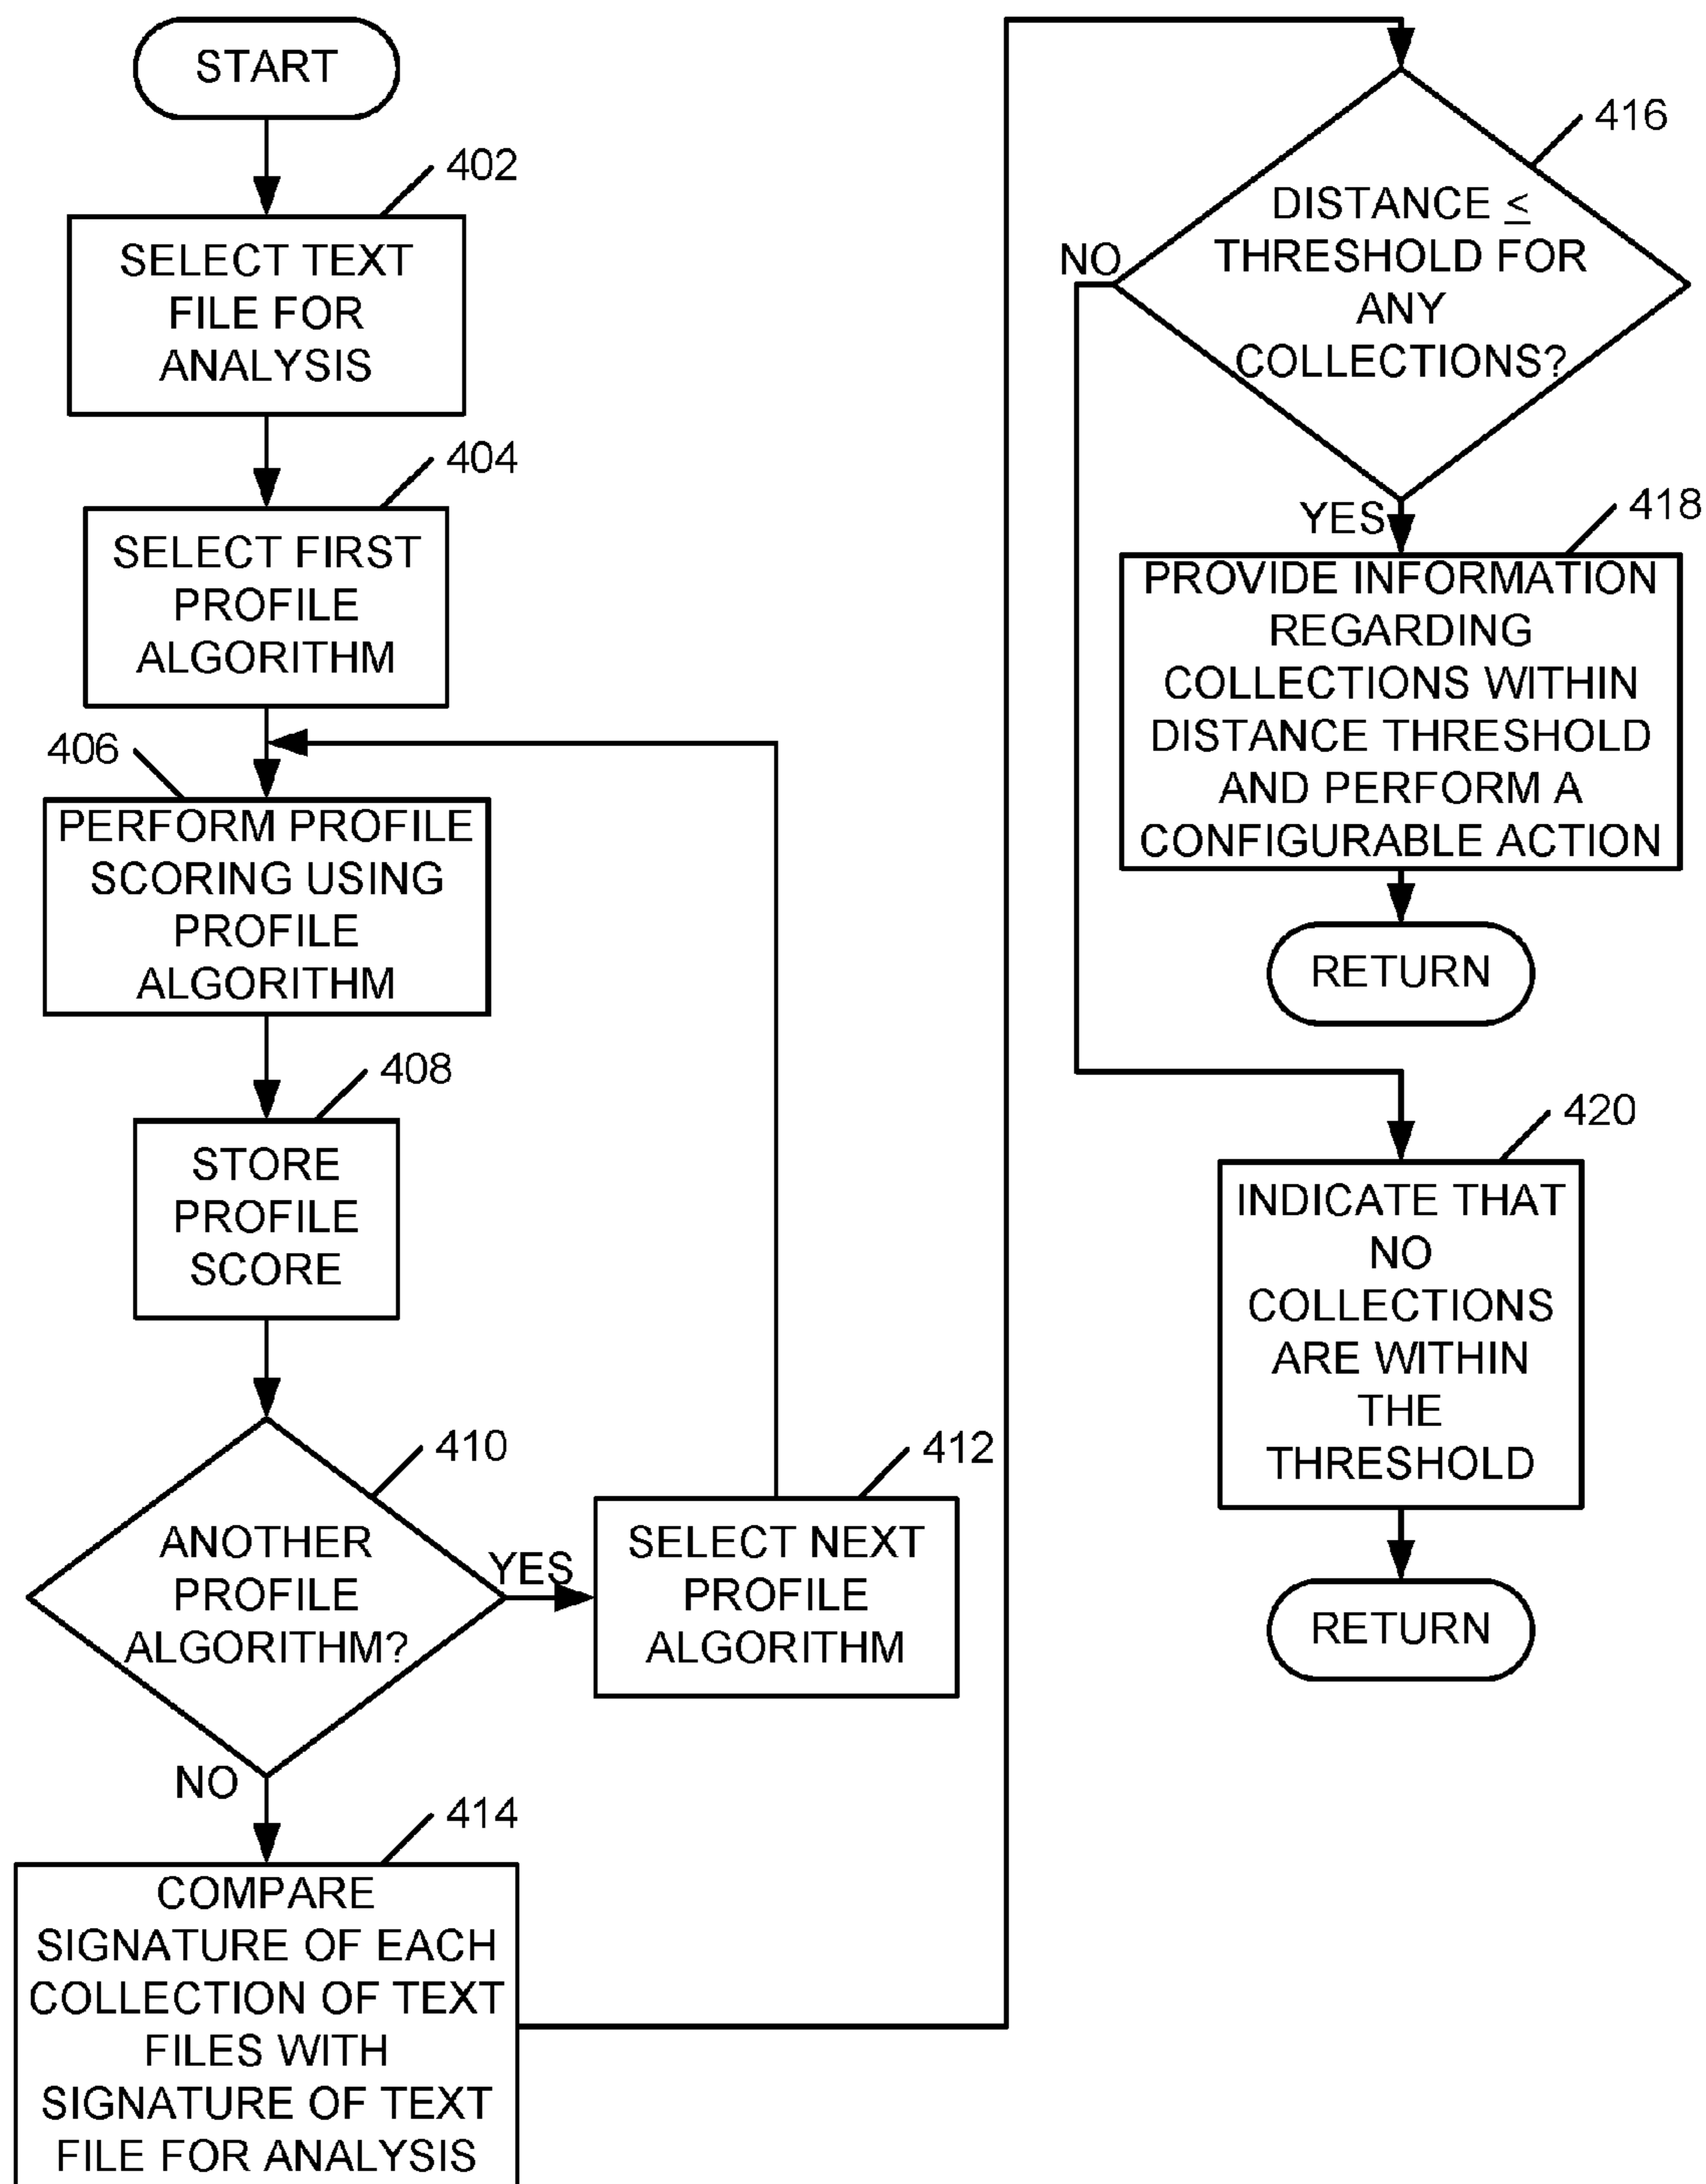 START
402
SELECT TEXT
FILE FOR
ANALYSIS
404
SELECT FIRST
PROFILE
ALGORITHM
406
PERFORM PROFILE
SCORING USING
PROFILE
ALGORITHM
408
STORE
PROFILE
SCORE
410
ANOTHER
PROFILE
ALGORITHM?
YES
412
SELECT NEXT
PROFILE
ALGORITHM
NO
414
COMPARE
SIGNATURE OF EACH
COLLECTION OF TEXT
FILES WITH
SIGNATURE OF TEXT
FILE FOR ANALYSIS
416
DISTANCE ≤
THRESHOLD FOR
ANY
COLLECTIONS?
NO
YES
418
PROVIDE INFORMATION
REGARDING
COLLECTIONS WITHIN
DISTANCE THRESHOLD
AND PERFORM A
CONFIGURABLE ACTION
RETURN
420
INDICATE THAT
NO
COLLECTIONS
ARE WITHIN
THE
THRESHOLD
RETURN